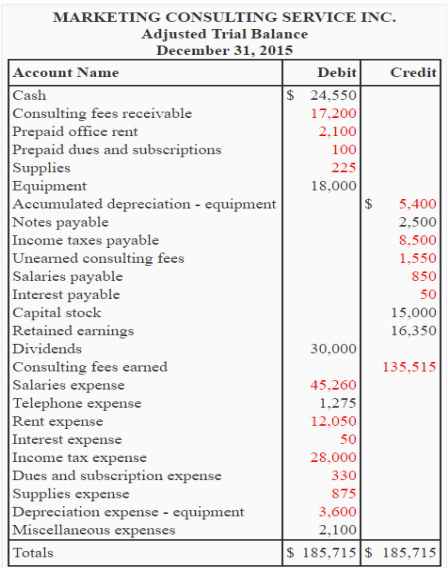 MARKETING CONSULTING SERVICE INC.
Adjusted Trial Balance
December 31, 2015
Account Name Debit Credit
Cash $ 24,550
Consulting fees receivable 17,200
Prepaid office rent 2,100
Prepaid dues and subscriptions 100
Supplies 225
Equipment 18,000
Accumulated depreciation - equipment $ 5,400
Notes payable 2,500
Income taxes payable 8,500
Unearned consulting fees 1,550
Salaries payable 850
Interest payable 50
Capital stock 15,000
Retained earnings 16,350
Dividends 30,000
Consulting fees earned 135,515
Salaries expense 45,260
Telephone expense 1,275
Rent expense 12,050
Interest expense 50
Income tax expense 28,000
Dues and subscription expense 330
Supplies expense 875
Depreciation expense - equipment 3,600
Miscellaneous expenses 2,100
Totals $ 185,715 $ 185,715